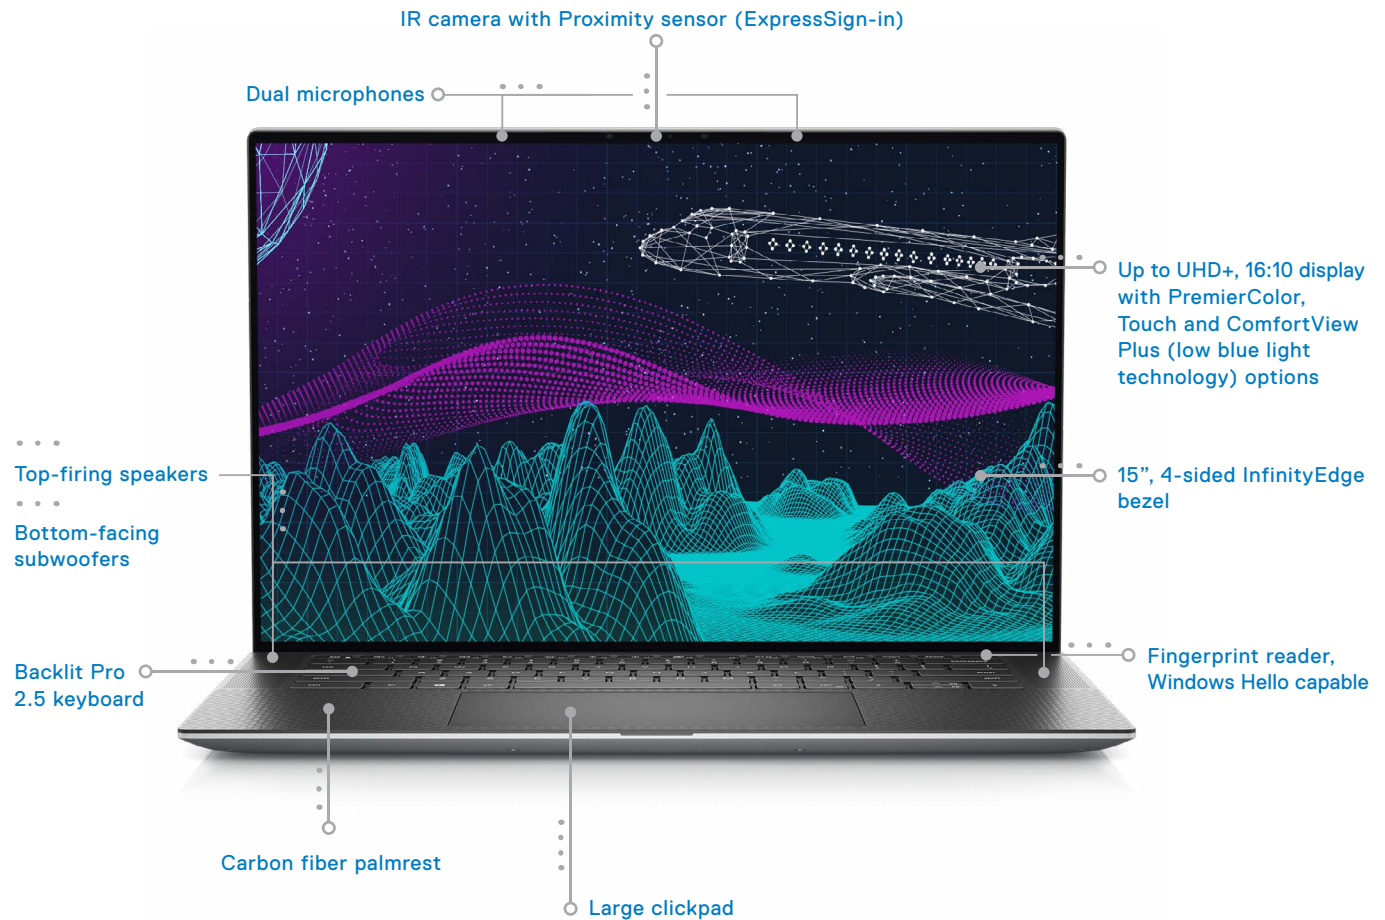 IR camera with Proximity sensor (ExpressSign-in)
Dual microphones
Up to UHD+, 16:10 display
with PremierColor,
Touch and ComfortView
Plus (low blue light
technology) options
Top-firing speakers
15”, 4-sided InfinityEdge
bezel
Bottom-facing
subwoofers
Backlit Pro
2.5 keyboard
Fingerprint reader,
Windows Hello capable
Carbon fiber palmrest
Large clickpad